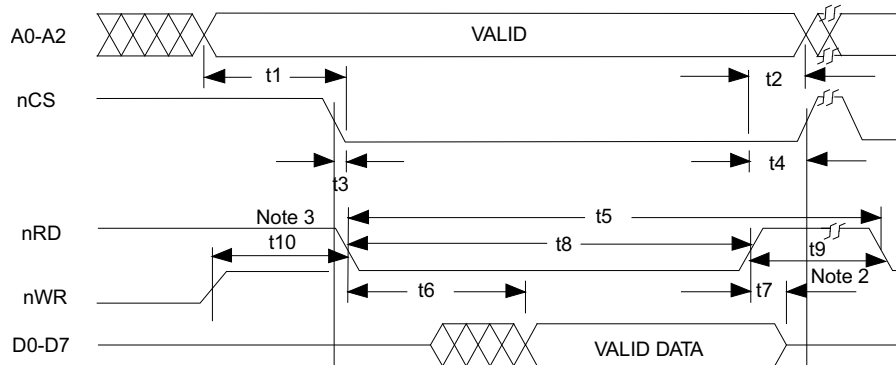 A0-A2
VALID
t1
t2
nCS
t3
t4
nRD
Note 3
t5
t10
t8
t9
nWR
t6
t7
Note 2
D0-D7
VALID DATA